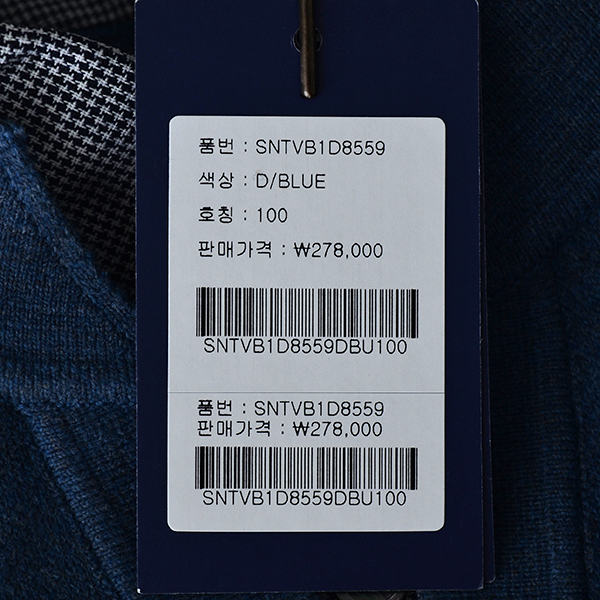 품번 : SNTVB1D8559
색상 : D/BLUE
호칭 : 100
판매가격 : ₩278,000
SNTVB1D8559DBU100
품번 : SNTVB1D8559
판매가격 : ₩278,000
SNTVB1D8559DBU100